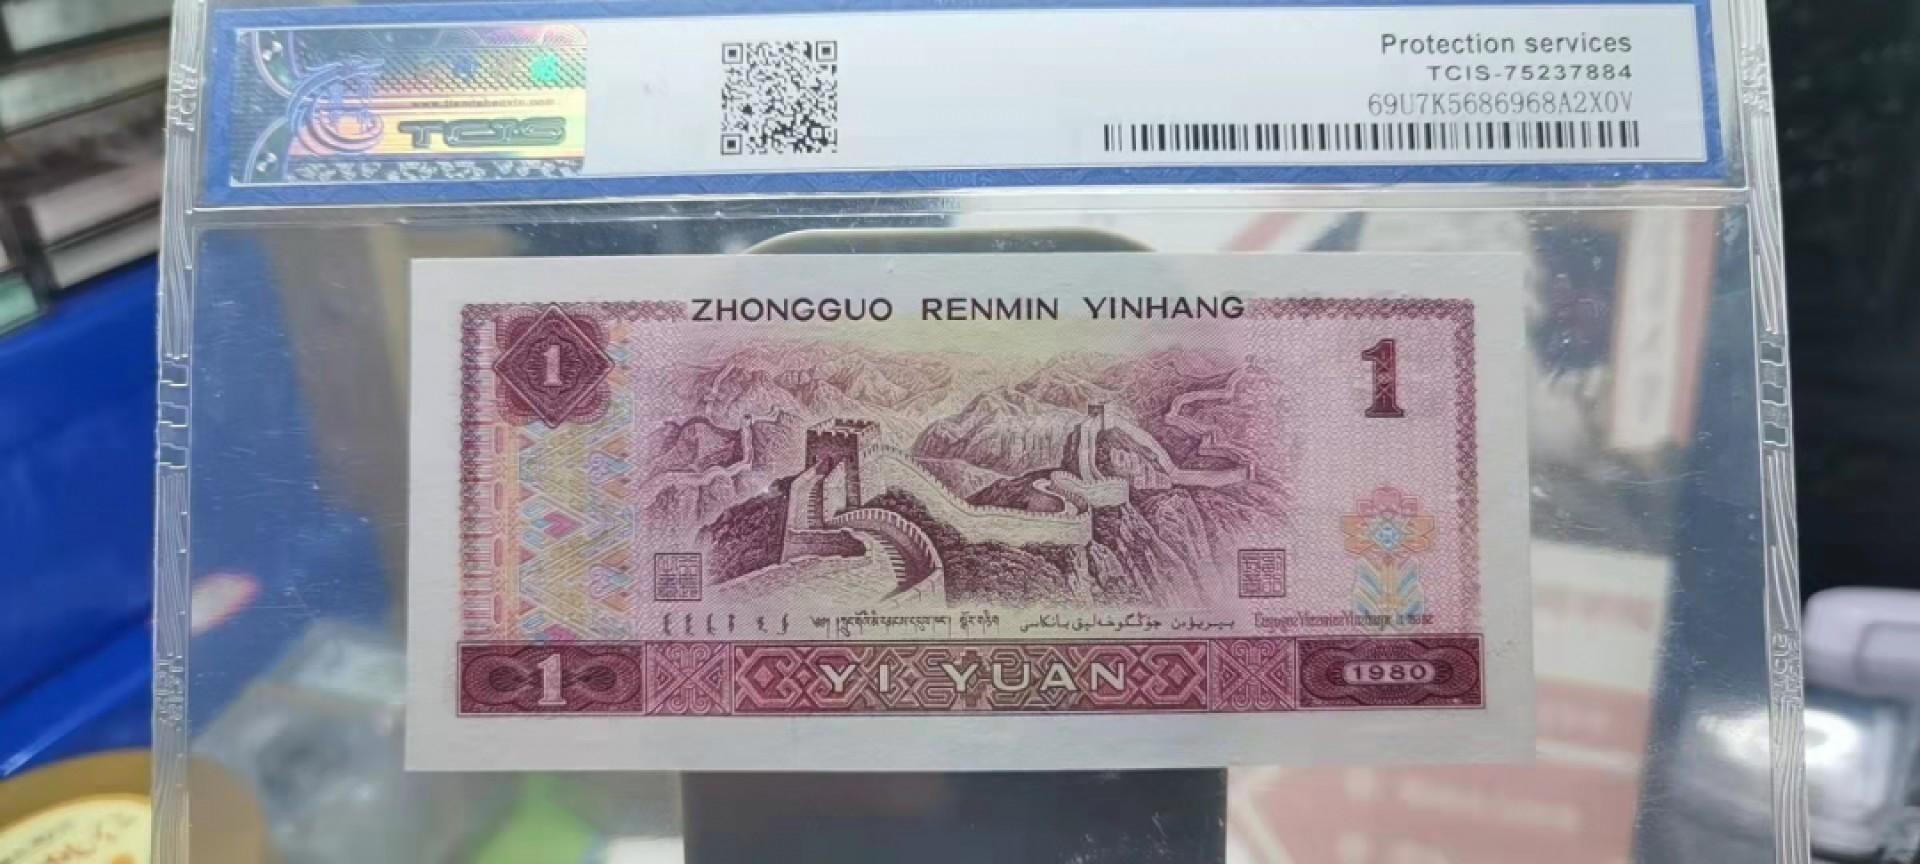 Protection services
TCIS-75237884
69U7K5686968A2X0V
TCIS
ZHONGGUO RENMIN YINHANG
1
1
1 YI YUAN 1980